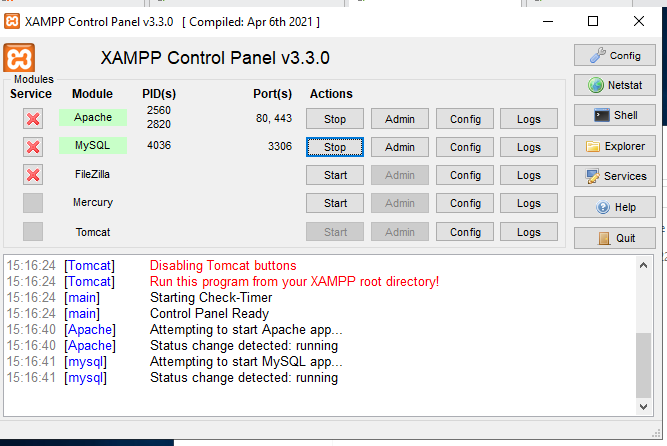 XAMPP Control Panel v3.3.0 [ Compiled: Apr 6th 2021 ]
XAMPP Control Panel v3.3.0
Config
Modules
Service Module PID(s) Port(s) Actions
Netstat
Apache 2560 2820 80, 443 Stop Admin Config Logs
Shell
MySQL 4036 3306 Stop Admin Config Logs
Explorer
FileZilla Start Admin Config Logs
Services
Mercury Start Admin Config Logs
Help
Tomcat Start Admin Config Logs
Quit
15:16:24 [Tomcat] Disabling Tomcat buttons
15:16:24 [Tomcat] Run this program from your XAMPP root directory!
15:16:24 [main] Starting Check-Timer
15:16:24 [main] Control Panel Ready
15:16:40 [Apache] Attempting to start Apache app...
15:16:40 [Apache] Status change detected: running
15:16:41 [mysql] Attempting to start MySQL app...
15:16:41 [mysql] Status change detected: running